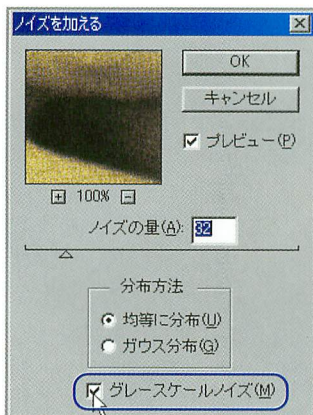 ノイズを加える
OK
キャンセル
プレビュー(P)
100%
ノイズの量(A): 32
分布方法
均等に分布(U)
ガウス分布(G)
グレースケールノイズ(M)